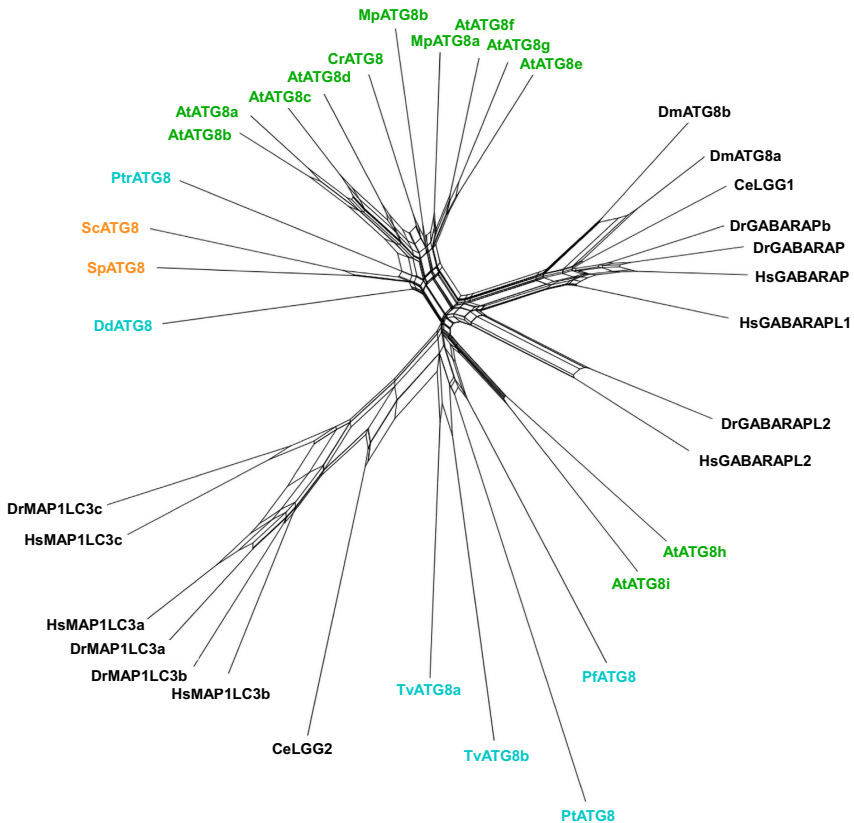 MpATG8b
AtATG8f
MpATG8a
AtATG8g
CrATG8
AtATG8e
AtATG8d
AtATG8c
AtATG8a
AtATG8b
DmATG8b
DmATG8a
PtrATG8
CeLGG1
ScATG8
DrGABARAPb
DrGABARAP
SpATG8
HsGABARAP
DdATG8
HsGABARAPL1
DrGABARAPL2
HsGABARAPL2
DrMAP1LC3c
HsMAP1LC3c
AtATG8h
AtATG8i
HsMAP1LC3a
DrMAP1LC3a
DrMAP1LC3b
PfATG8
HsMAP1LC3b
TvATG8a
CeLGG2
TvATG8b
PtATG8